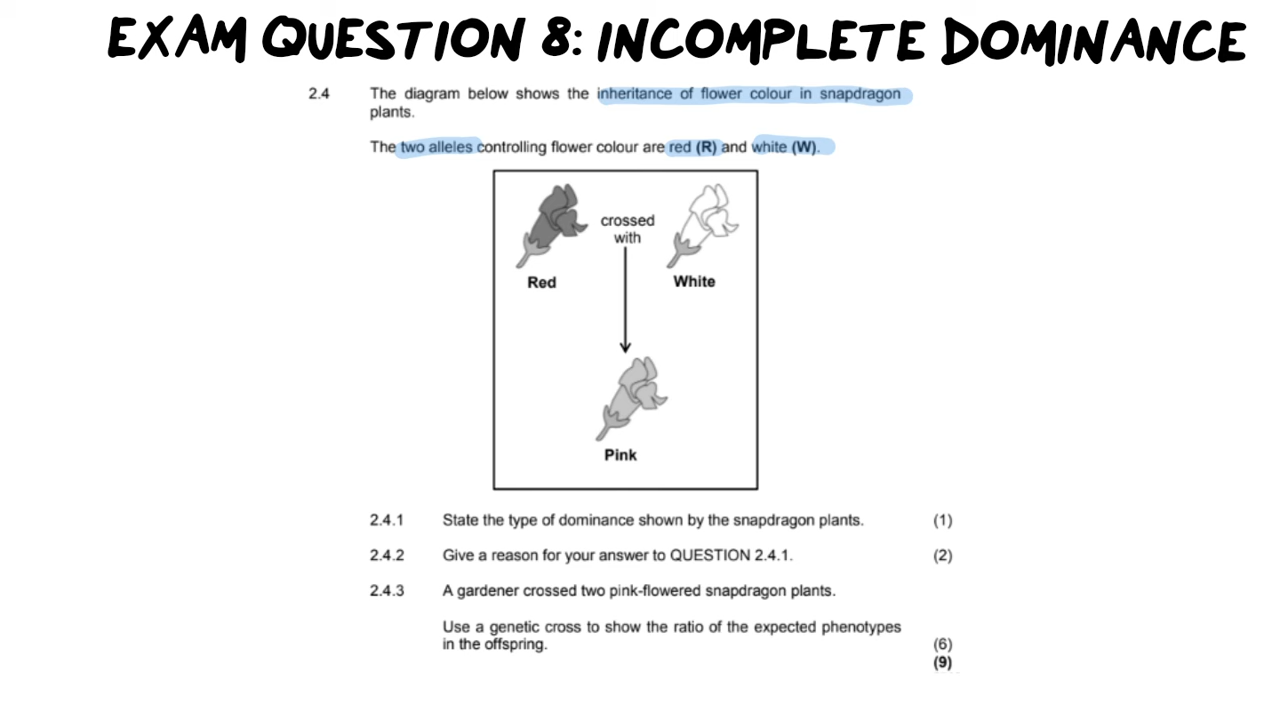 EXAM QUESTION 8: INCOMPLETE DOMINANCE
2.4 The diagram below shows the inheritance of flower colour in snapdragon
plants.
The two alleles controlling flower colour are red (R) and white (W).
crossed
with
Red White
Pink
2.4.1 State the type of dominance shown by the snapdragon plants. (1)
2.4.2 Give a reason for your answer to QUESTION 2.4.1. (2)
2.4.3 A gardener crossed two pink-flowered snapdragon plants.
Use a genetic cross to show the ratio of the expected phenotypes
in the offspring. (6)
(9)